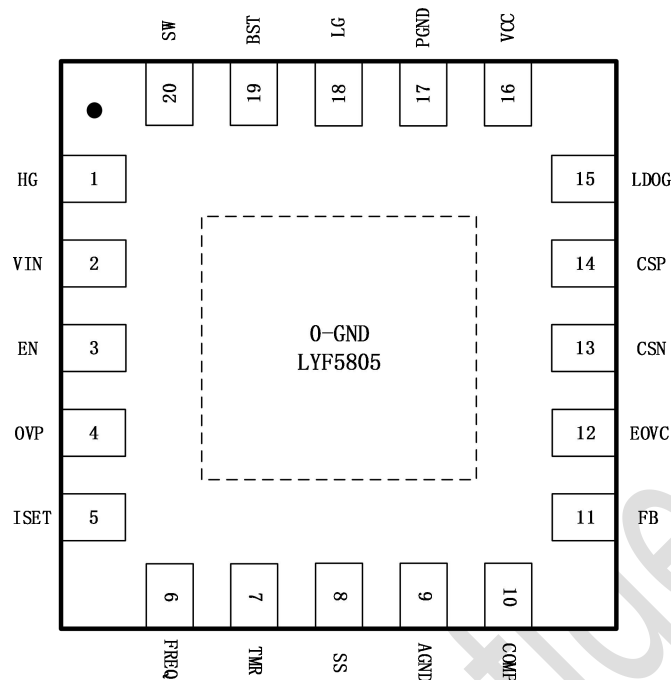 SW BST LG PGND VCC
20 19 18 17 16
HG 1 15 LDOG
VIN 2 14 CSP
O-GND
EN 3 13 CSN
LYF5805
OVP 4 12 EOVC
ISET 5 11 FB
6 7 8 9 10
FREQ TMR SS AGND COMP